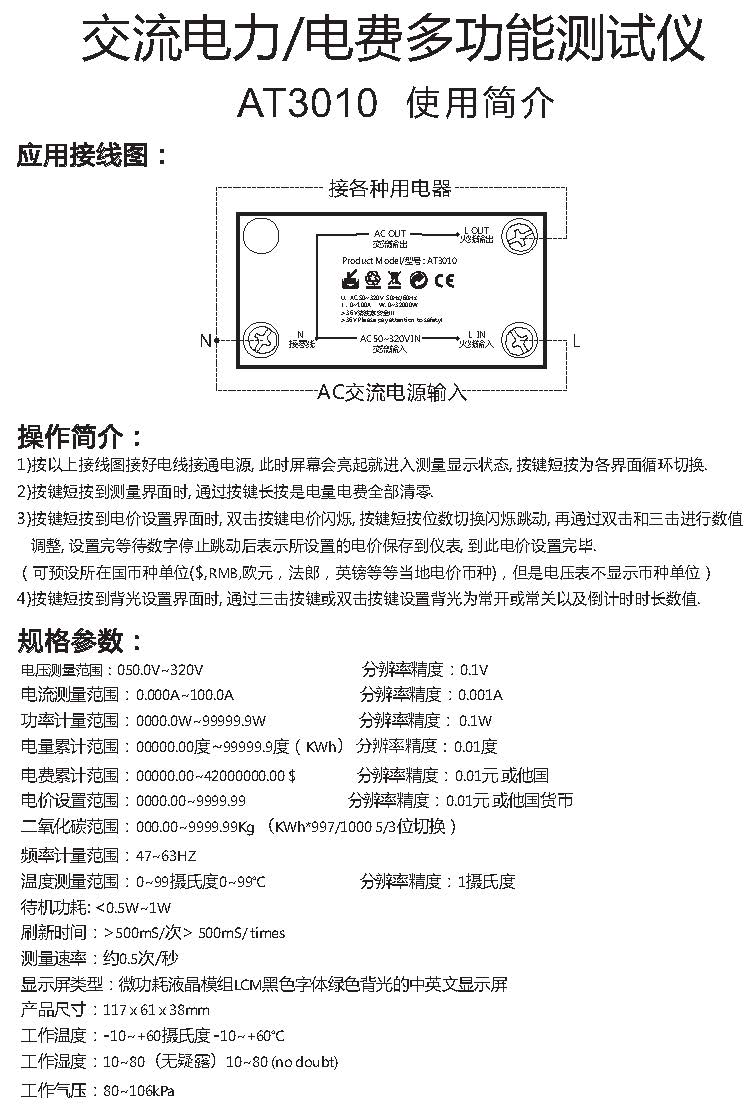 交流电力/电费多功能测试仪
AT3010 使用简介
应用接线图：
接各种用电器
AC OUT
交流输出
L OUT
火线输出
Product Model/型号: AT3010
CE
U: AC 50~320V 50Hz/60Hz
I: 0~100A W: 0~32000W
>36V Please pay attention to safety!
N
N
接零线
AC 50~320V IN
交流输入
L IN
火线输入
L
AC交流电源输入
操作简介：
1)按以上接线图接好电线接通电源, 此时屏幕会亮起就进入测量显示状态, 按键短按为各界面循环切换.
2)按键短按到测量界面时, 通过按键长按是电量电费全部清零.
3)按键短按到电价设置界面时, 双击按键电价闪烁, 按键短按位数切换闪烁跳动, 再通过双击和三击进行数值
调整, 设置完等待数字停止跳动后表示所设置的电价保存到仪表, 到此电价设置完毕.
（可预设所在国币种单位($,RMB,欧元，法郎，英镑等等当地电价币种)，但是电压表不显示币种单位）
4)按键短按到背光设置界面时, 通过三击按键或双击按键设置背光为常开或常关以及倒计时时长数值.
规格参数：
电压测量范围：050.0V~320V 分辨率精度：0.1V
电流测量范围：0.000A~100.0A 分辨率精度：0.001A
功率计量范围：0000.0W~99999.9W 分辨率精度： 0.1W
电量累计范围：00000.00度~99999.9度（KWh） 分辨率精度：0.01度
电费累计范围：00000.00~42000000.00 $ 分辨率精度：0.01元 或他国
电价设置范围：0000.00~9999.99 分辨率精度：0.01元 或他国货币
二氧化碳范围：000.00~9999.99Kg （KWh*997/1000 5/3位切换）
频率计量范围：47~63HZ
温度测量范围：0~99摄氏度0~99℃ 分辨率精度：1摄氏度
待机功耗: <0.5W~1W
刷新时间：>500mS/次> 500mS/times
测量速率：约0.5次/秒
显示屏类型：微功耗液晶模组LCM黑色字体绿色背光的中英文显示屏
产品尺寸：117 x 61 x 38mm
工作温度：-10~+60摄氏度 -10~+60℃
工作湿度：10~80（无疑露）10~80 (no doubt)
工作气压：80~106kPa